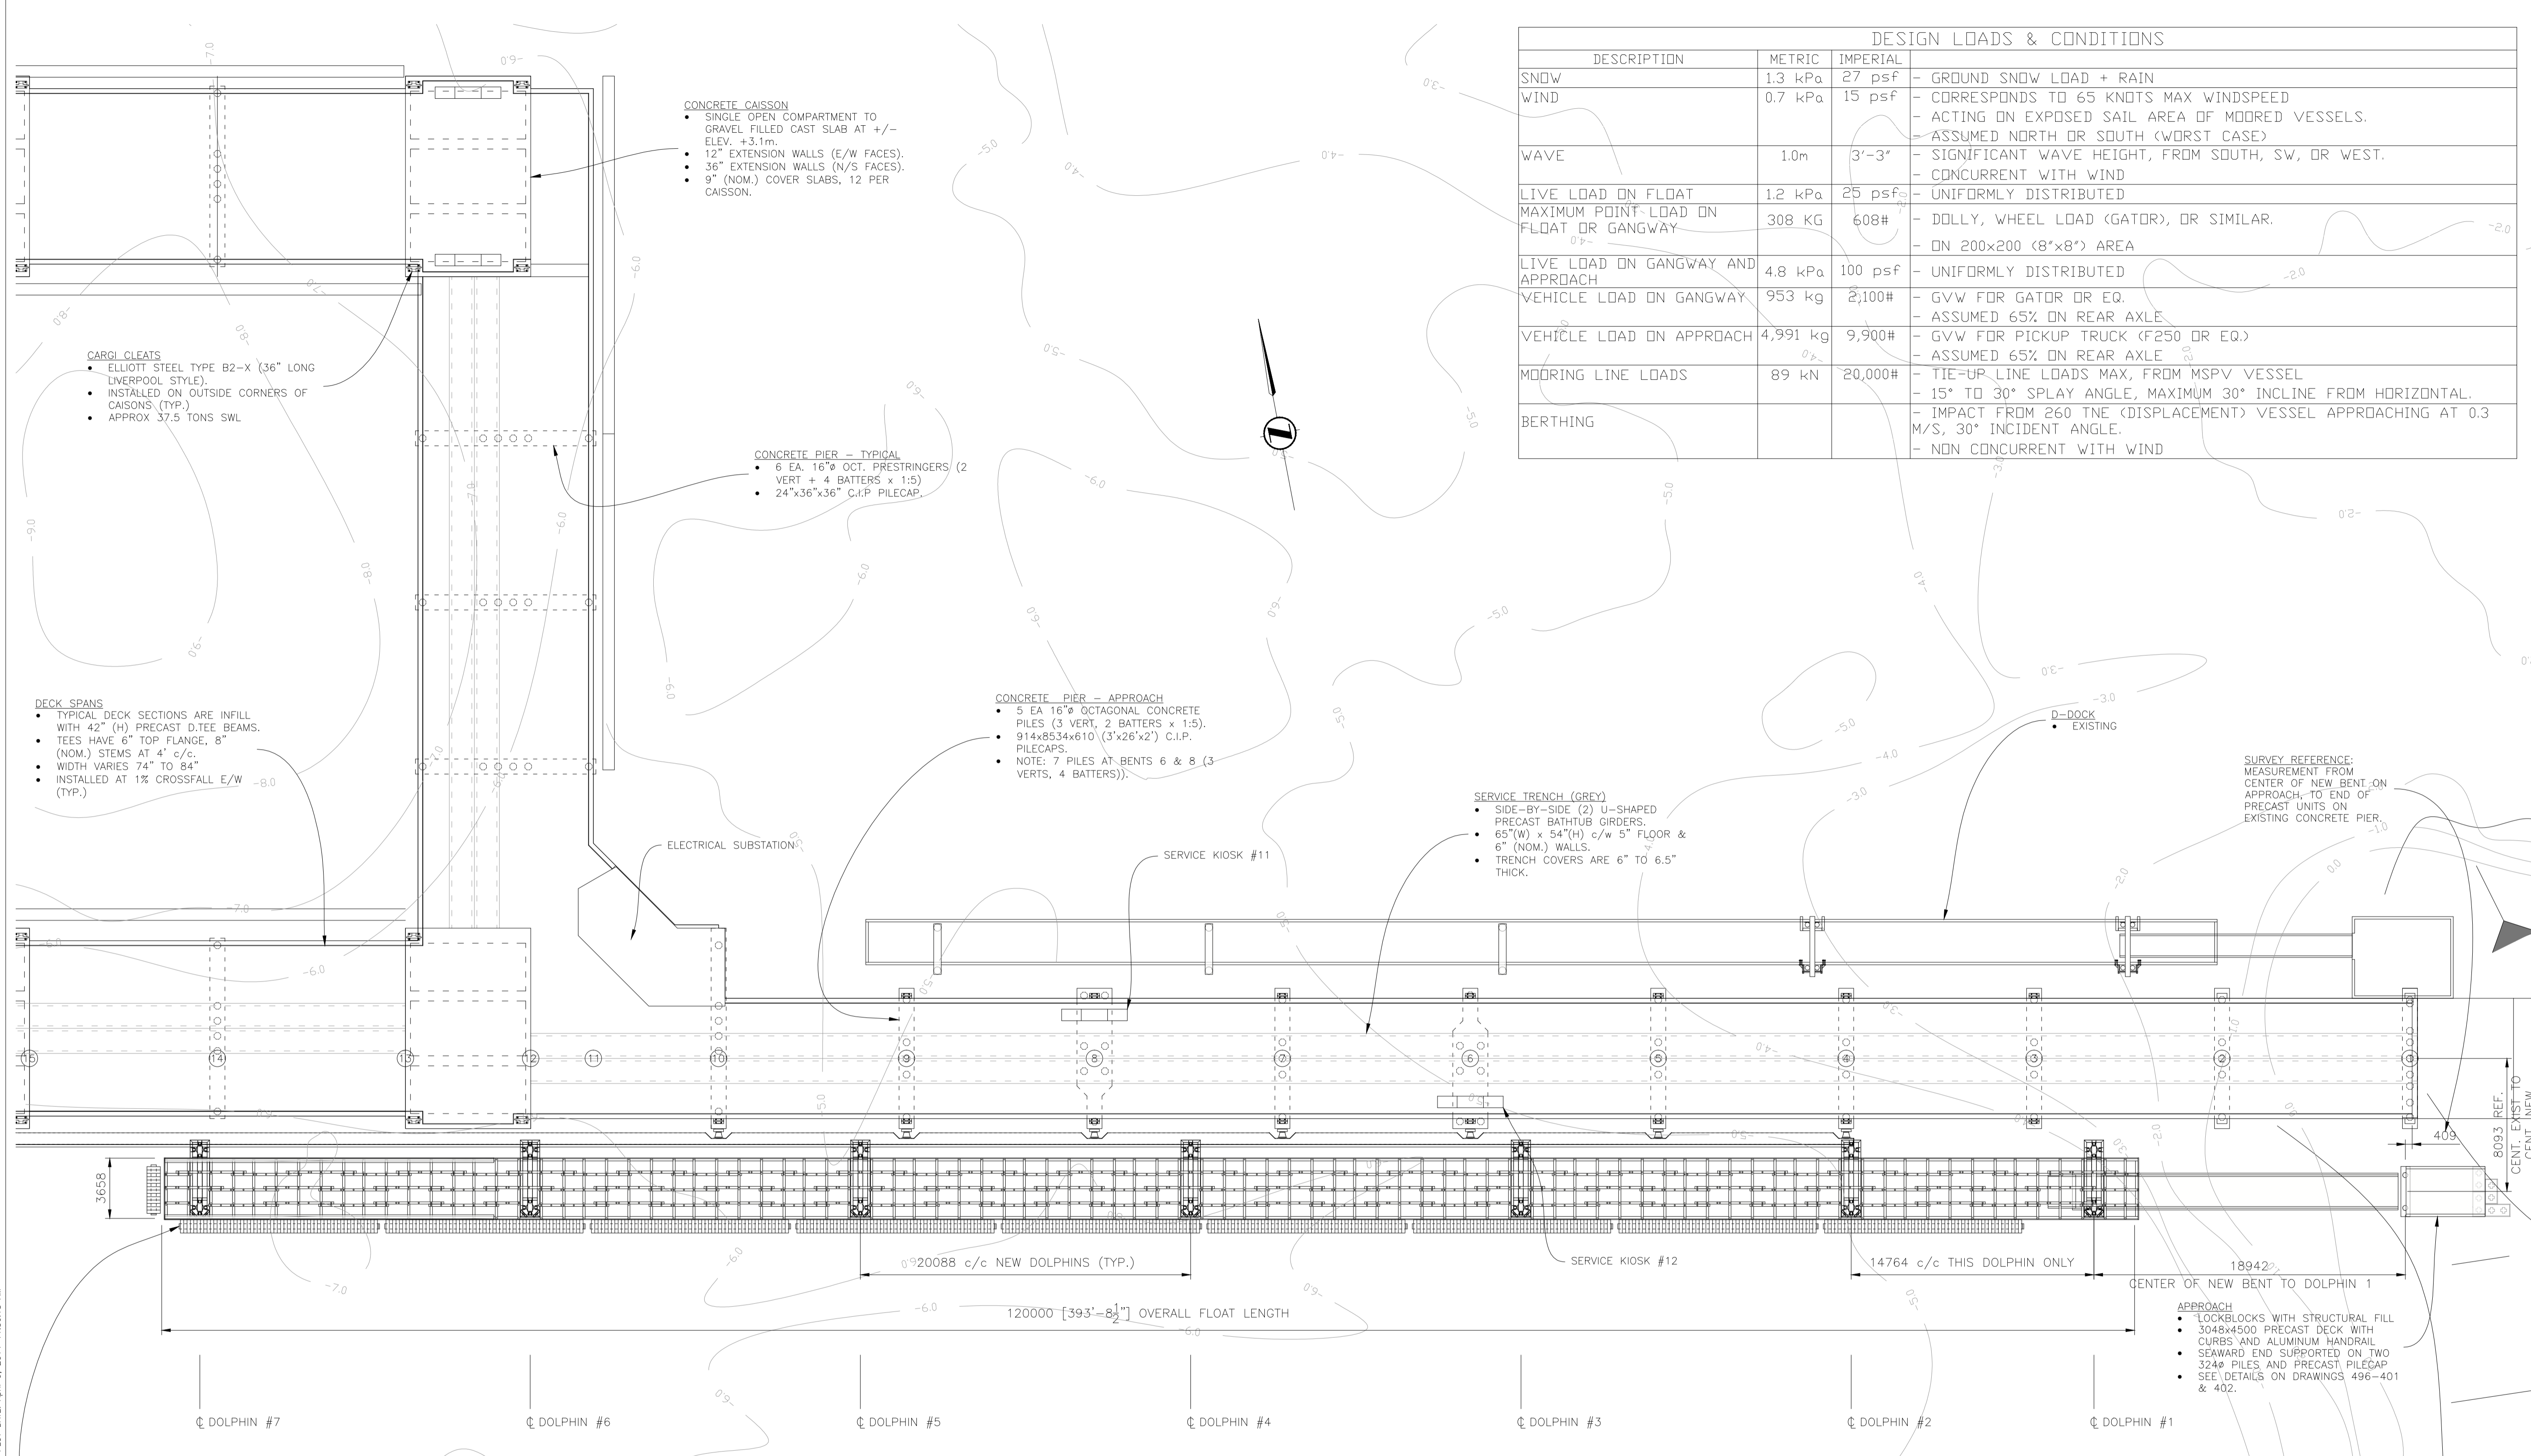 DESIGN LOADS & CONDITIONS
DESCRIPTION METRIC IMPERIAL
SNOW 1.3 kPa 27 psf - GROUND SNOW LOAD + RAIN
WIND 0.7 kPa 15 psf - CORRESPONDS TO 65 KNOTS MAX WINDSPEED
- ACTING ON EXPOSED SAIL AREA OF MOORED VESSELS.
- ASSUMED NORTH OR SOUTH (WORST CASE)
WAVE 1.0m 3'-3" - SIGNIFICANT WAVE HEIGHT, FROM SOUTH, SW, OR WEST.
- CONCURRENT WITH WIND
LIVE LOAD ON FLOAT 1.2 kPa 25 psf - UNIFORMLY DISTRIBUTED
MAXIMUM POINT LOAD ON
FLOAT OR GANGWAY 308 KG 608# - DOLLY, WHEEL LOAD (GATOR), OR SIMILAR.
- ON 200x200 (8"x8") AREA
LIVE LOAD ON GANGWAY AND
APPROACH 4.8 kPa 100 psf - UNIFORMLY DISTRIBUTED
VEHICLE LOAD ON GANGWAY 953 kg 2,100# - GVW FOR GATOR OR EQ.
- ASSUMED 65% ON REAR AXLE
VEHICLE LOAD ON APPROACH 4,991 kg 9,900# - GVW FOR PICKUP TRUCK (F250 OR EQ.)
- ASSUMED 65% ON REAR AXLE
MOORING LINE LOADS 89 kN 20,000# - TIE-UP LINE LOADS MAX, FROM MSPV VESSEL
- 15° TO 30° SPLAY ANGLE, MAXIMUM 30° INCLINE FROM HORIZONTAL.
BERTHING - IMPACT FROM 260 TNE (DISPLACEMENT) VESSEL APPROACHING AT 0.3
M/S, 30° INCIDENT ANGLE.
- NON CONCURRENT WITH WIND
CONCRETE CAISSON
• SINGLE OPEN COMPARTMENT TO
GRAVEL FILLED CAST SLAB AT +/-
ELEV. +3.1m.
• 12" EXTENSION WALLS (E/W FACES).
• 36" EXTENSION WALLS (N/S FACES).
• 9" (NOM.) COVER SLABS, 12 PER
CAISSON.
CARGI CLEATS
• ELLIOTT STEEL TYPE B2-X (36" LONG
LIVERPOOL STYLE).
• INSTALLED ON OUTSIDE CORNERS OF
CAISONS (TYP.)
• APPROX 37.5 TONS SWL
CONCRETE PIER - TYPICAL
• 6 EA. 16"ø OCT. PRESTRINGERS (2
VERT + 4 BATTERS x 1:5)
• 24"x36"x36" C.I.P PILECAP.
DECK SPANS
• TYPICAL DECK SECTIONS ARE INFILL
WITH 42" (H) PRECAST D.TEE BEAMS.
• TEES HAVE 6" TOP FLANGE, 8"
(NOM.) STEMS AT 4' c/c.
• WIDTH VARIES 74" TO 84"
• INSTALLED AT 1% CROSSFALL E/W
(TYP.)
CONCRETE PIER - APPROACH
• 5 EA 16"ø OCTAGONAL CONCRETE
PILES (3 VERT, 2 BATTERS x 1:5).
• 914x8534x610 (3'x26'x2') C.I.P.
PILECAPS.
• NOTE: 7 PILES AT BENTS 6 & 8 (3
VERTS, 4 BATTERS)).
D-DOCK
• EXISTING
SURVEY REFERENCE:
MEASUREMENT FROM
CENTER OF NEW BENT ON
APPROACH, TO END OF
PRECAST UNITS ON
EXISTING CONCRETE PIER.
SERVICE TRENCH (GREY)
• SIDE-BY-SIDE (2) U-SHAPED
PRECAST BATHTUB GIRDERS.
• 65"(W) x 54"(H) c/w 5" FLOOR &
6" (NOM.) WALLS.
• TRENCH COVERS ARE 6" TO 6.5"
THICK.
ELECTRICAL SUBSTATION
SERVICE KIOSK #11
15 14 13 12 11 10 9 8 7 6 5 4 3 2
409
8093 REF.
CENT. EXIST TO
CENT. NEW
3658
SERVICE KIOSK #12
20088 c/c NEW DOLPHINS (TYP.)
14764 c/c THIS DOLPHIN ONLY
18942
CENTER OF NEW BENT TO DOLPHIN 1
120000 [393'-8½"] OVERALL FLOAT LENGTH
APPROACH
• LOCKBLOCKS WITH STRUCTURAL FILL
• 3048x4500 PRECAST DECK WITH
CURBS AND ALUMINUM HANDRAIL
• SEAWARD END SUPPORTED ON TWO
324ø PILES AND PRECAST PILECAP
• SEE DETAILS ON DRAWINGS 496-401
& 402.
℄ DOLPHIN #7
℄ DOLPHIN #6
℄ DOLPHIN #5
℄ DOLPHIN #4
℄ DOLPHIN #3
℄ DOLPHIN #2
℄ DOLPHIN #1